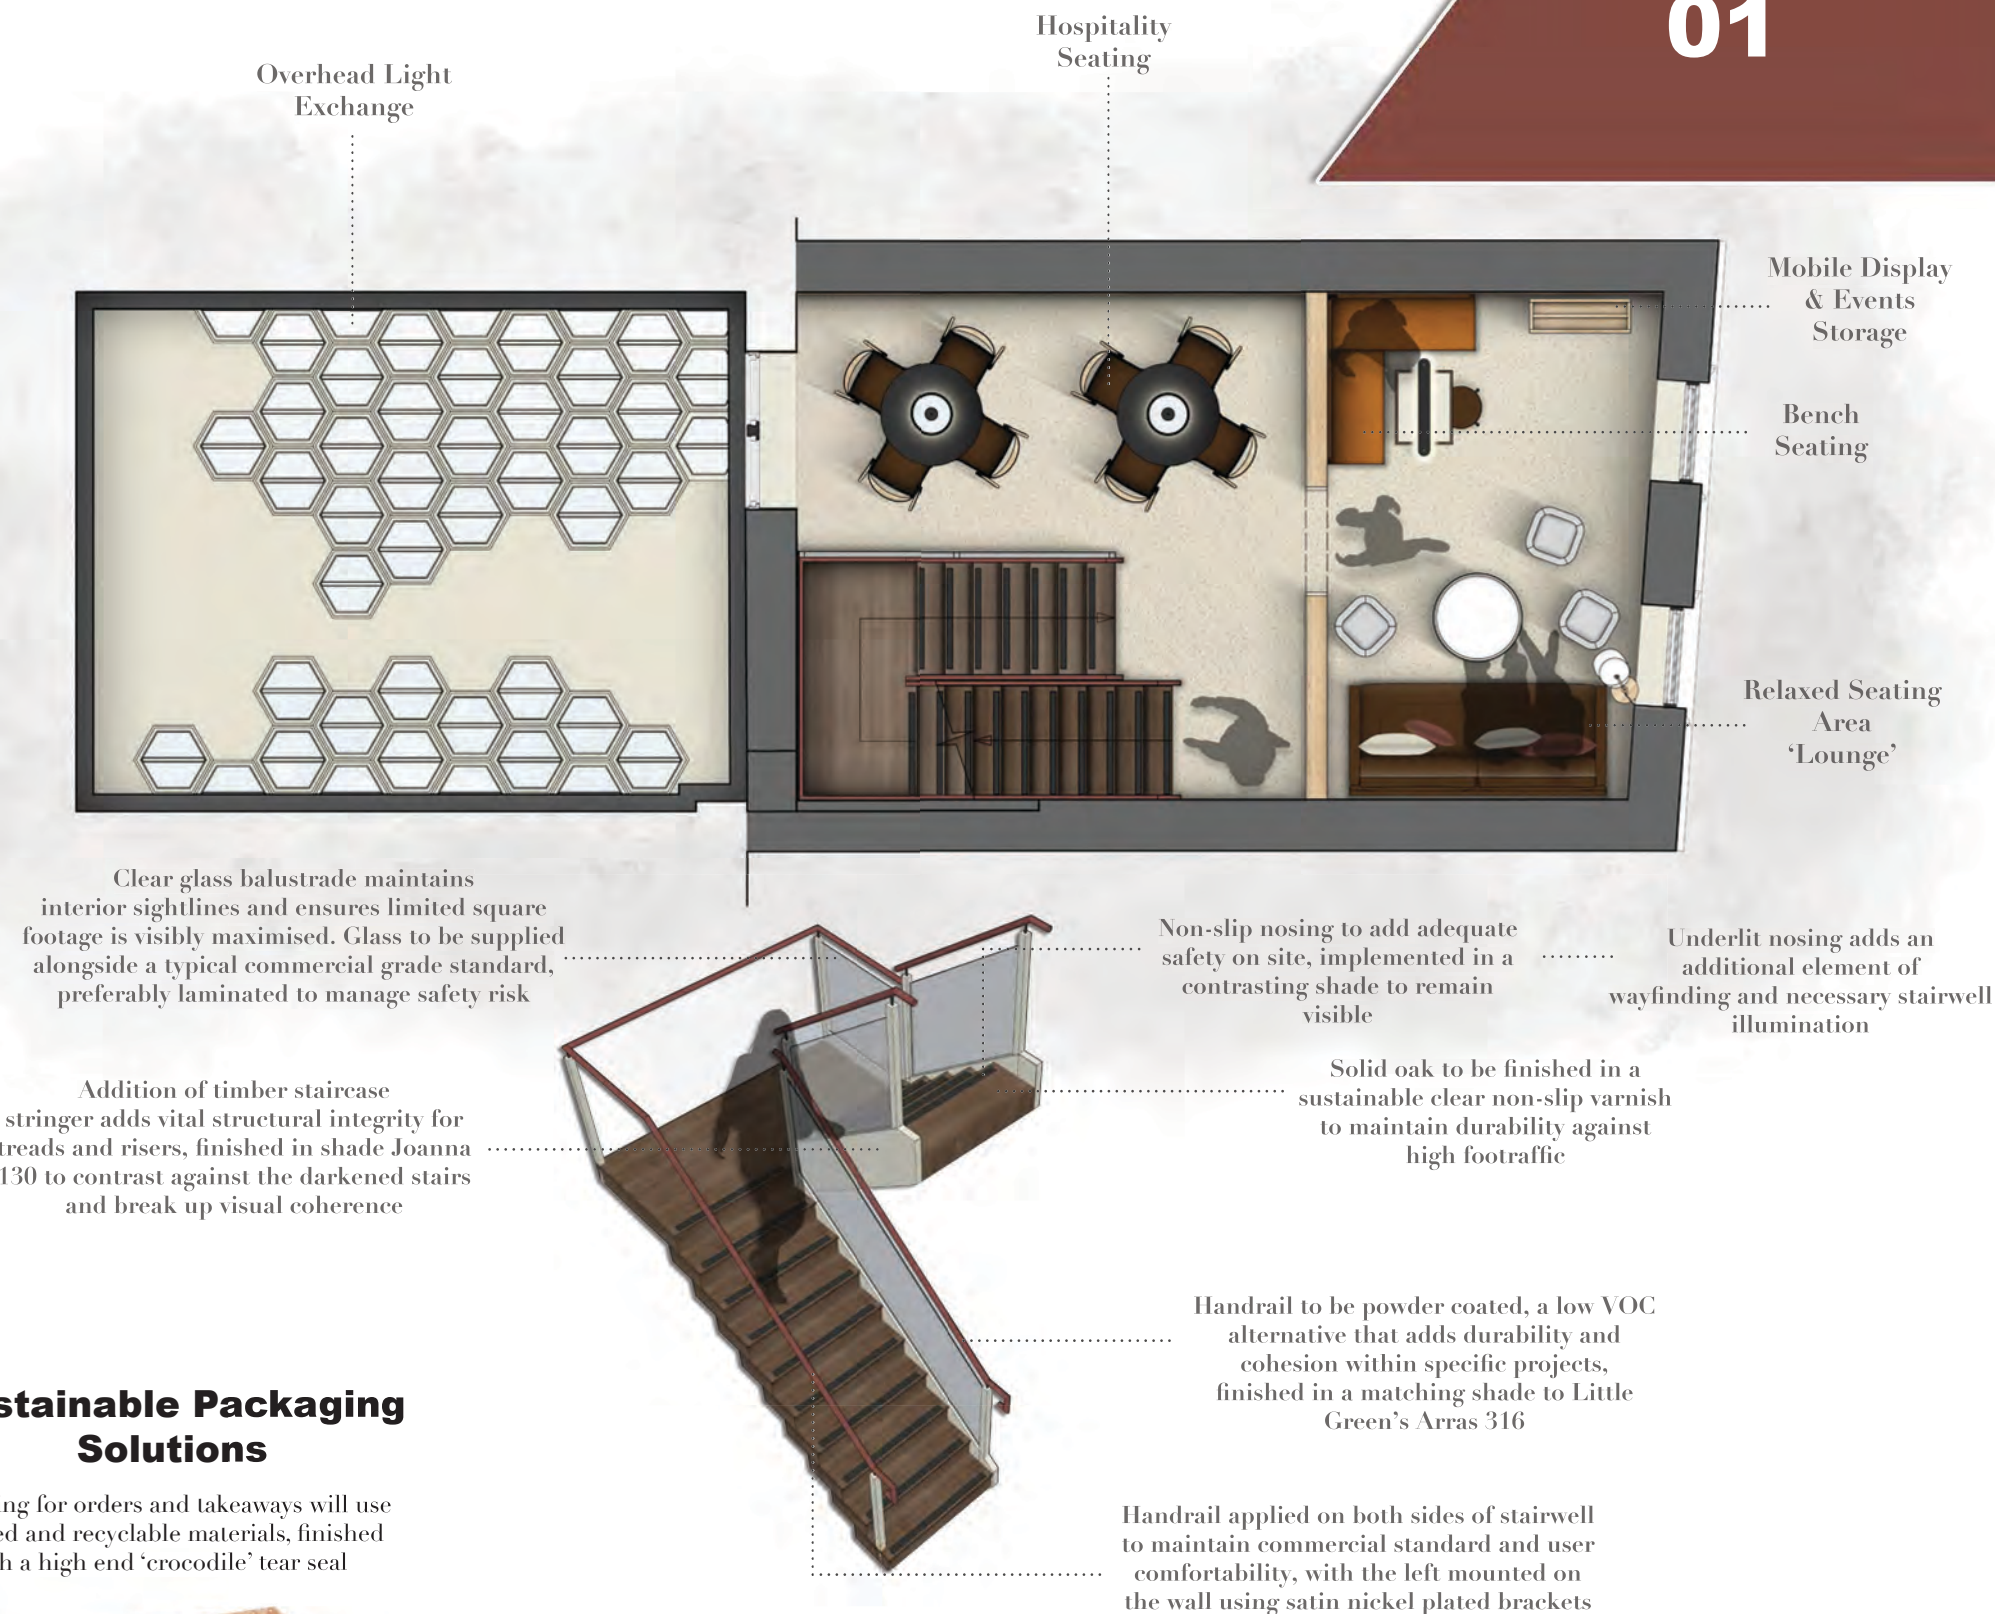 01
Hospitality
Seating
Overhead Light
Exchange
Mobile Display
& Events
Storage
Bench
Seating
Relaxed Seating
Area
‘Lounge’
Clear glass balustrade maintains
interior sightlines and ensures limited square
footage is visibly maximised. Glass to be supplied
alongside a typical commercial grade standard,
preferably laminated to manage safety risk
Non-slip nosing to add adequate
safety on site, implemented in a
contrasting shade to remain
visible
Underlit nosing adds an
additional element of
wayfinding and necessary stairwell
illumination
Addition of timber staircase
stringer adds vital structural integrity for
treads and risers, finished in shade Joanna
130 to contrast against the darkened stairs
and break up visual coherence
Solid oak to be finished in a
sustainable clear non-slip varnish
to maintain durability against
high footraffic
Handrail to be powder coated, a low VOC
alternative that adds durability and
cohesion within specific projects,
finished in a matching shade to Little
Green’s Arras 316
Handrail applied on both sides of stairwell
to maintain commercial standard and user
comfortability, with the left mounted on
the wall using satin nickel plated brackets
stainable Packaging
Solutions
ng for orders and takeaways will use
ed and recyclable materials, finished
h a high end ‘crocodile’ tear seal